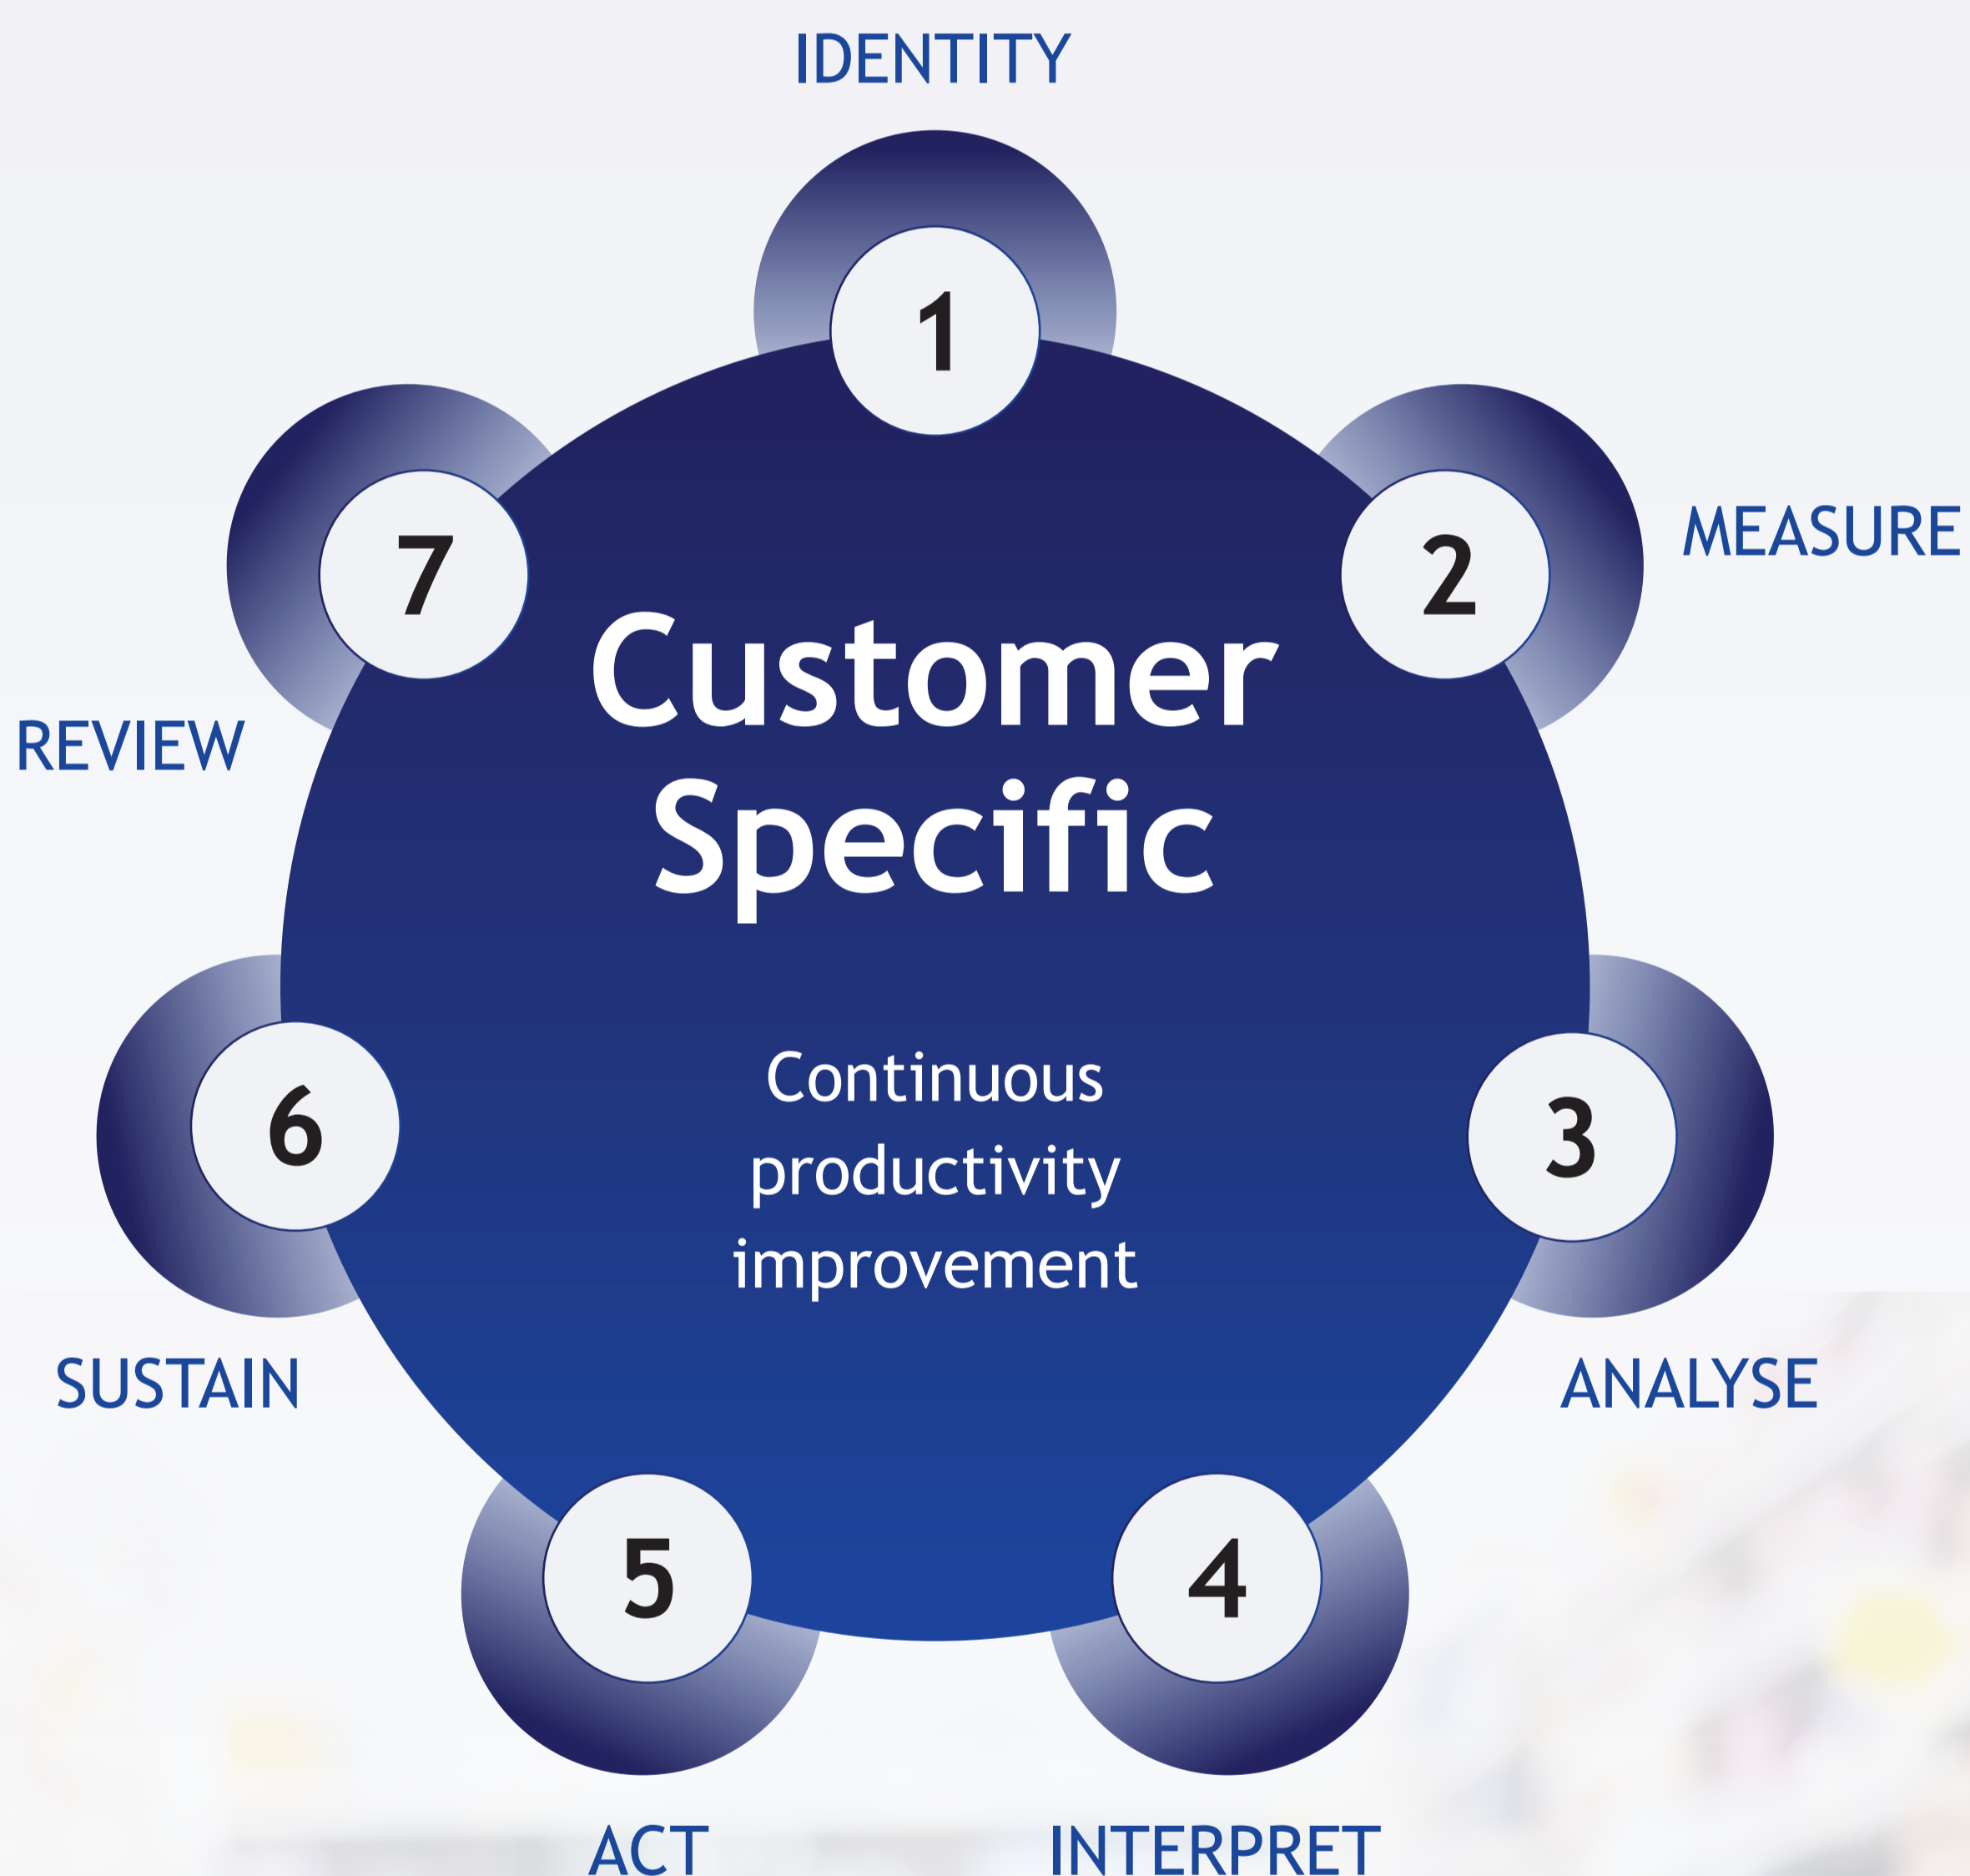 IDENTITY
1
7
2
MEASURE
Customer
REVIEW
Specific
6
3
Continuous
productivity
improvement
SUSTAIN
ANALYSE
5
4
ACT
INTERPRET